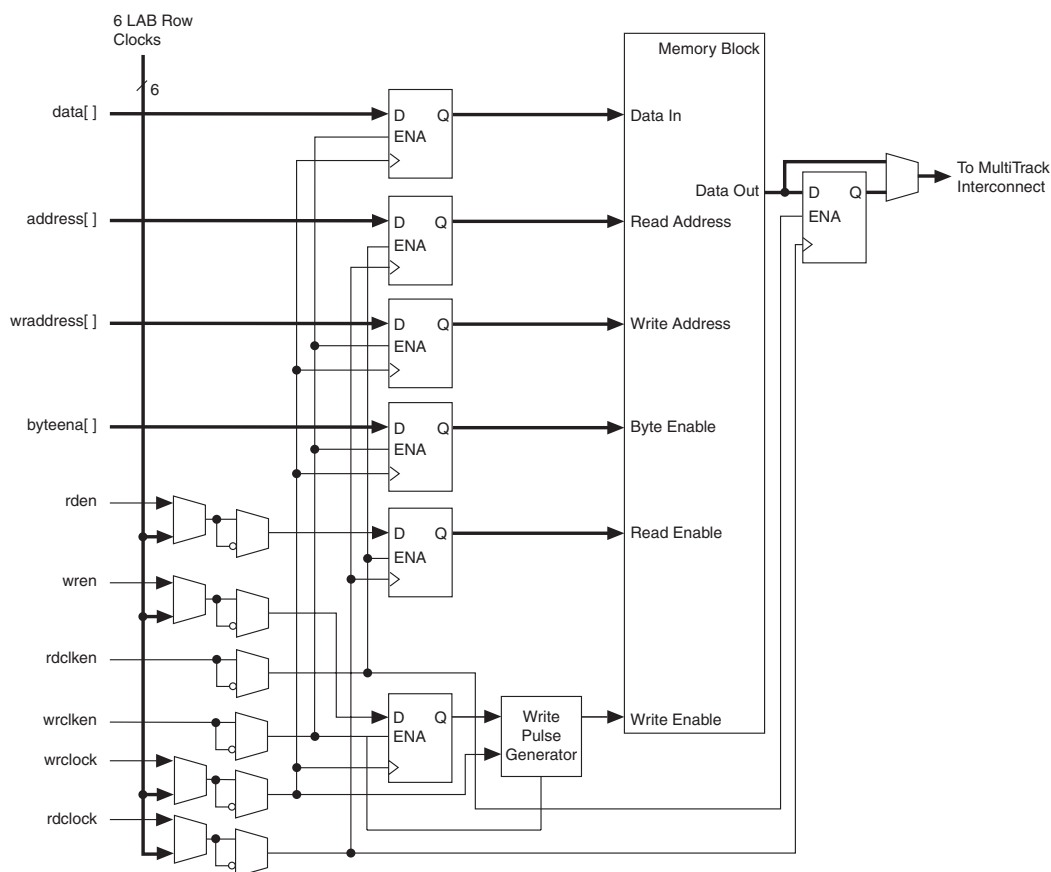 6 LAB Row
Clocks
6
Memory Block
data[ ]
D Q
ENA
Data In
To MultiTrack
Interconnect
Data Out
D Q
ENA
address[ ]
D Q
ENA
Read Address
wraddress[ ]
D Q
ENA
Write Address
byteena[ ]
D Q
ENA
Byte Enable
rden
D Q
ENA
Read Enable
wren
rdclken
wrclken
D Q
ENA
Write
Pulse
Generator
Write Enable
wrclock
rdclock